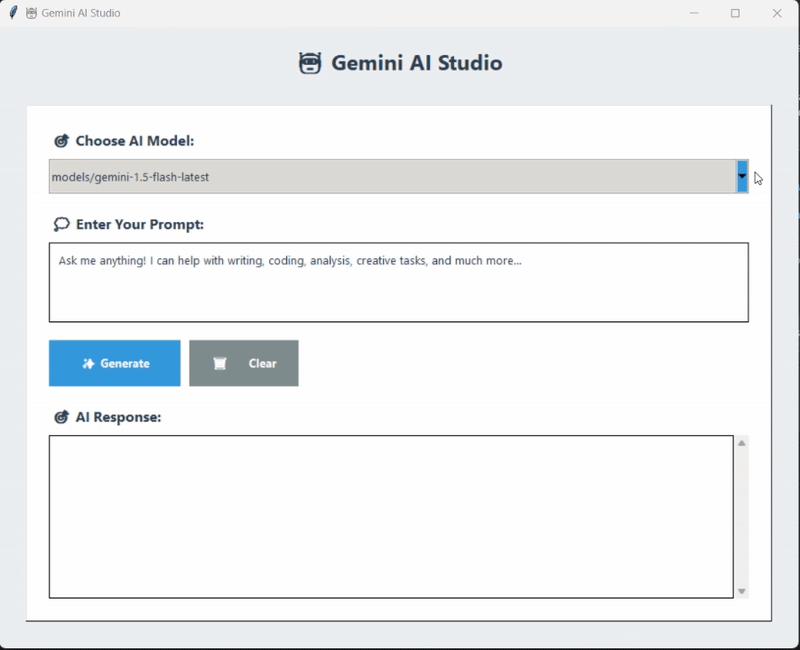 Gemini AI Studio
Gemini AI Studio
Choose AI Model:
models/gemini-1.5-flash-latest
Enter Your Prompt:
Ask me anything! I can help with writing, coding, analysis, creative tasks, and much more...
Generate
Clear
AI Response: